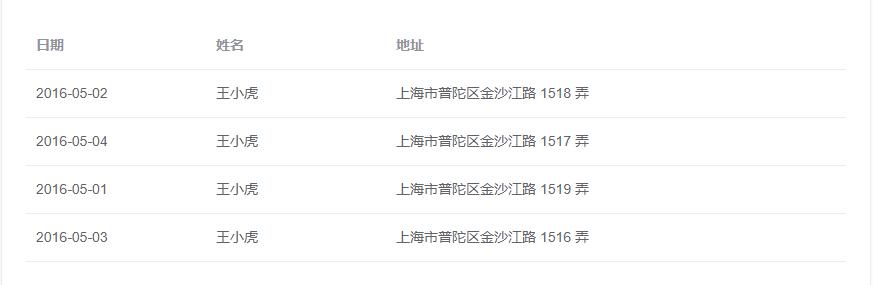 日期 姓名 地址
2016-05-02 王小虎 上海市普陀区金沙江路 1518 弄
2016-05-04 王小虎 上海市普陀区金沙江路 1517 弄
2016-05-01 王小虎 上海市普陀区金沙江路 1519 弄
2016-05-03 王小虎 上海市普陀区金沙江路 1516 弄